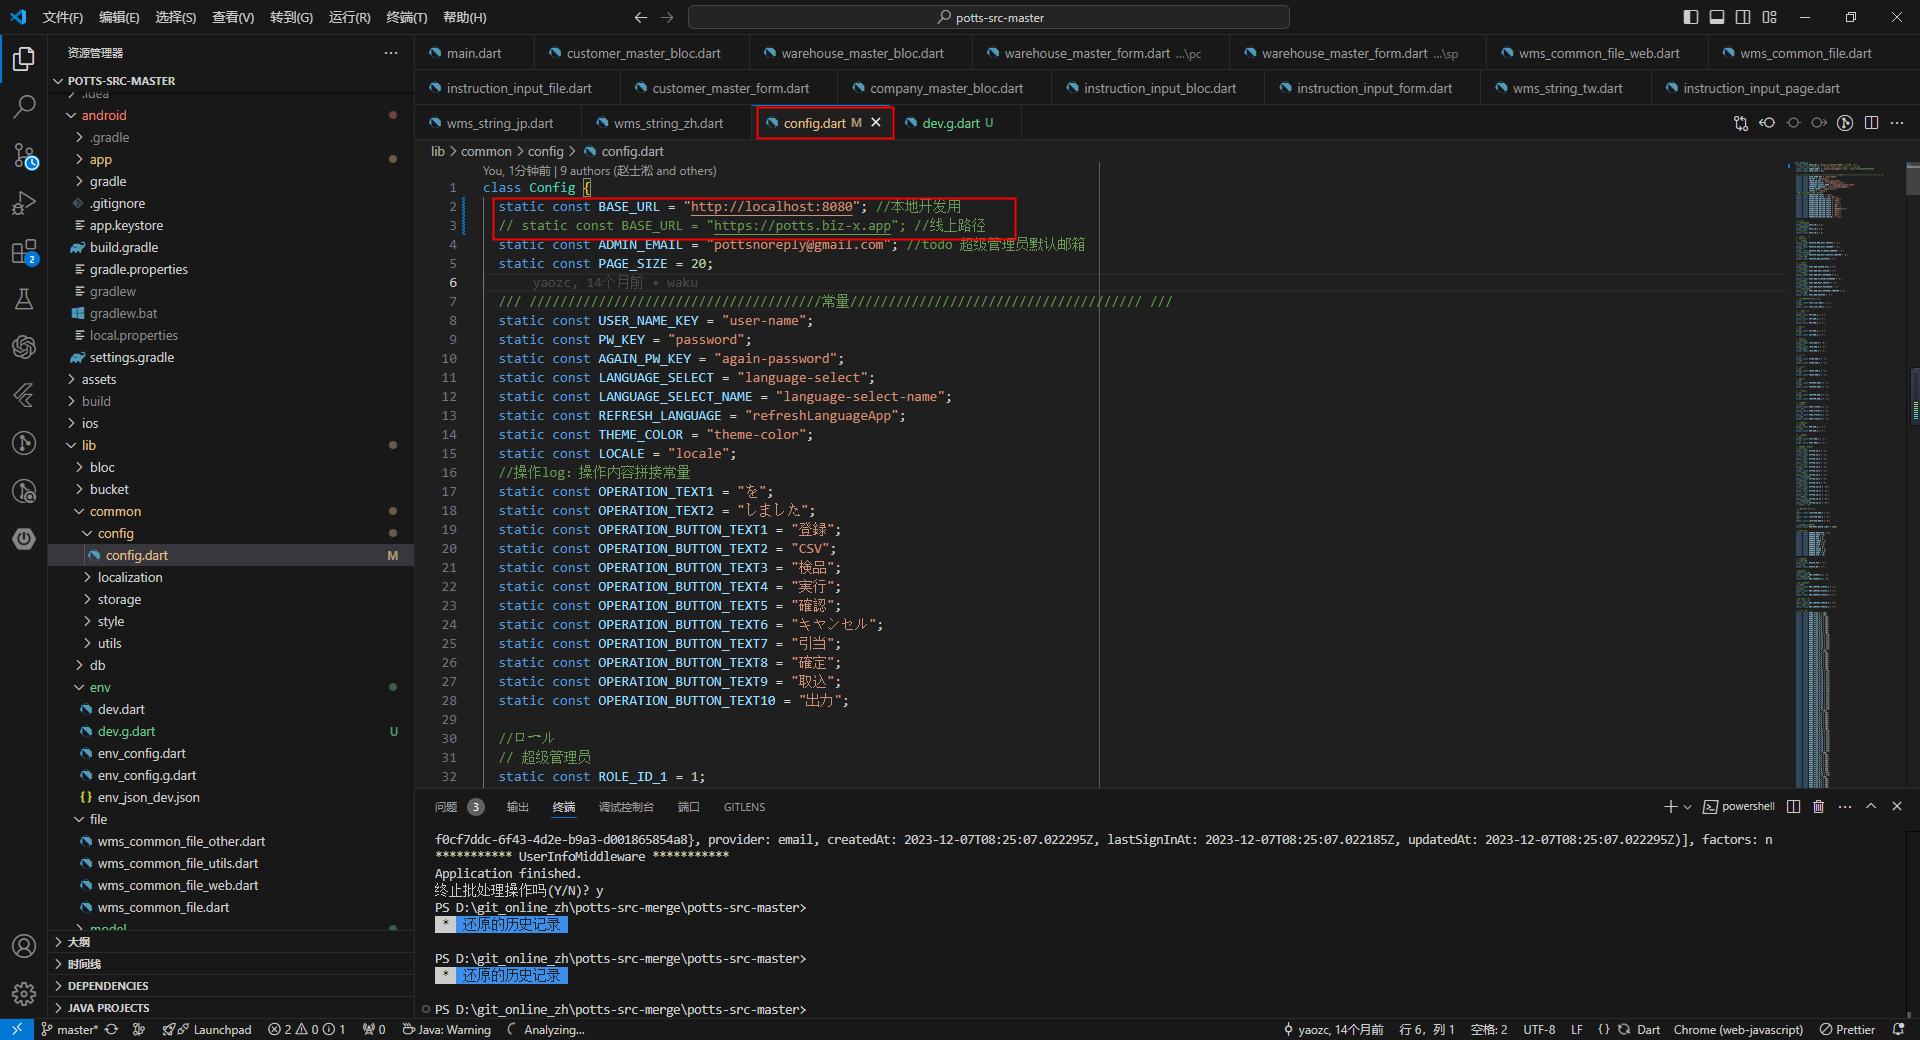 文件(F) 编辑(E) 选择(S) 查看(V) 转到(G) 运行(R) 终端(T) 帮助(H)
potts-src-master
资源管理器
POTTS-SRC-MASTER
.idea
android
.gradle
app
gradle
.gitignore
app.keystore
build.gradle
gradle.properties
gradlew
gradlew.bat
local.properties
settings.gradle
assets
build
ios
lib
bloc
bucket
common
config
config.dart M
localization
storage
style
utils
db
env
dev.dart
dev.g.dart U
env_config.dart
env_config.g.dart
env_json_dev.json
file
wms_common_file_other.dart
wms_common_file_utils.dart
wms_common_file_web.dart
wms_common_file.dart
model
大纲
时间线
DEPENDENCIES
JAVA PROJECTS
main.dart customer_master_bloc.dart warehouse_master_bloc.dart warehouse_master_form.dart ...\pc warehouse_master_form.dart ...\sp wms_common_file_web.dart wms_common_file.dart
instruction_input_file.dart customer_master_form.dart company_master_bloc.dart instruction_input_bloc.dart instruction_input_form.dart wms_string_tw.dart instruction_input_page.dart
wms_string_jp.dart wms_string_zh.dart config.dart M dev.g.dart U
lib > common > config > config.dart
You, 1分钟前 | 9 authors (赵士淞 and others)
1 class Config {
2 static const BASE_URL = "http://localhost:8080"; //本地开发用
3 // static const BASE_URL = "https://potts.biz-x.app"; //线上路径
4 static const ADMIN_EMAIL = "pottsnoreply@gmail.com"; //todo 超级管理员默认邮箱
5 static const PAGE_SIZE = 20;
6 yaozc, 14个月前 • waku
7 /// //////////////////////////////////////常量////////////////////////////////////// ///
8 static const USER_NAME_KEY = "user-name";
9 static const PW_KEY = "password";
10 static const AGAIN_PW_KEY = "again-password";
11 static const LANGUAGE_SELECT = "language-select";
12 static const LANGUAGE_SELECT_NAME = "language-select-name";
13 static const REFRESH_LANGUAGE = "refreshLanguageApp";
14 static const THEME_COLOR = "theme-color";
15 static const LOCALE = "locale";
16 //操作log: 操作内容拼接常量
17 static const OPERATION_TEXT1 = "を";
18 static const OPERATION_TEXT2 = "しました";
19 static const OPERATION_BUTTON_TEXT1 = "登録";
20 static const OPERATION_BUTTON_TEXT2 = "CSV";
21 static const OPERATION_BUTTON_TEXT3 = "検品";
22 static const OPERATION_BUTTON_TEXT4 = "実行";
23 static const OPERATION_BUTTON_TEXT5 = "確認";
24 static const OPERATION_BUTTON_TEXT6 = "キャンセル";
25 static const OPERATION_BUTTON_TEXT7 = "引当";
26 static const OPERATION_BUTTON_TEXT8 = "確定";
27 static const OPERATION_BUTTON_TEXT9 = "取込";
28 static const OPERATION_BUTTON_TEXT10 = "出力";
29
30 //ロール
31 // 超级管理员
32 static const ROLE_ID_1 = 1;
问题 3 输出 终端 调试控制台 端口 GITLENS
powershell
f0cf7ddc-6f43-4d2e-b9a3-d001865854a8}, provider: email, createdAt: 2023-12-07T08:25:07.022295Z, lastSignInAt: 2023-12-07T08:25:07.022185Z, updatedAt: 2023-12-07T08:25:07.022295Z)], factors: n
*********** UserInfoMiddleware ***********
Application finished.
终止批处理操作吗(Y/N)? y
PS D:\git_online_zh\potts-src-merge\potts-src-master>
* 还原的历史记录
PS D:\git_online_zh\potts-src-merge\potts-src-master>
* 还原的历史记录
PS D:\git_online_zh\potts-src-merge\potts-src-master>
master* Launchpad 2 0 1 0 Java: Warning Analyzing... yaozc, 14个月前 行 6，列 1 空格: 2 UTF-8 LF { } Dart Chrome (web-javascript) Prettier